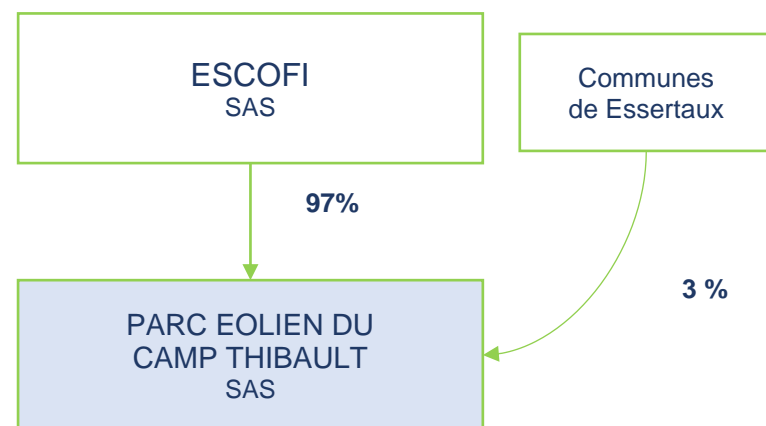 ESCOFI
SAS
Communes
de Essertaux
97%
3 %
PARC EOLIEN DU
CAMP THIBAULT
SAS